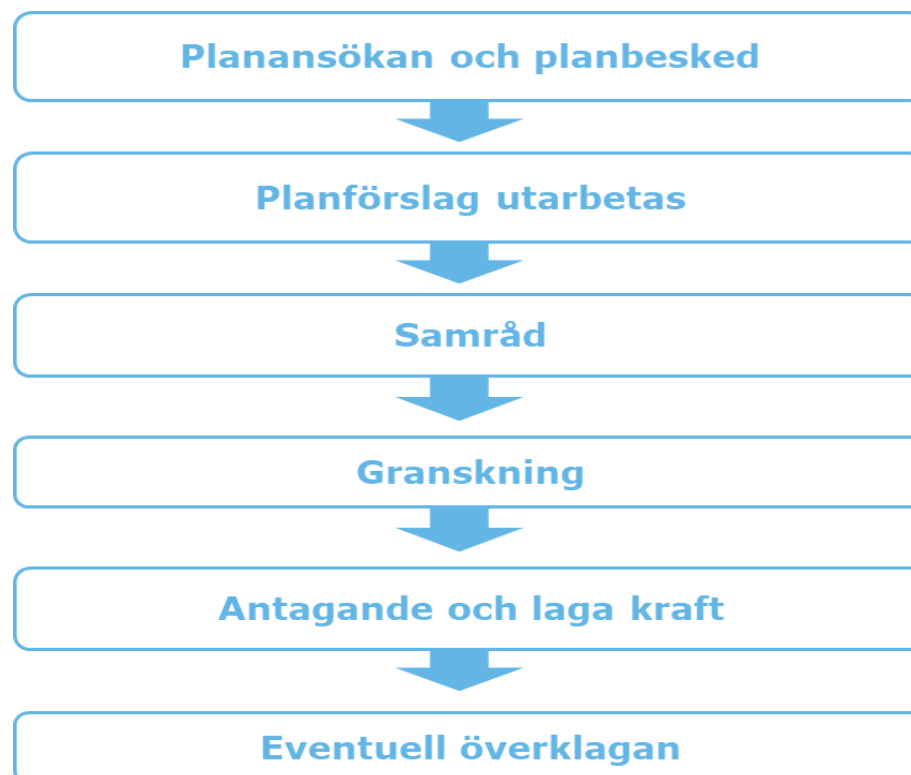 Planansökan och planbesked
Planförslag utarbetas
Samråd
Granskning
Antagande och laga kraft
Eventuell överklagan